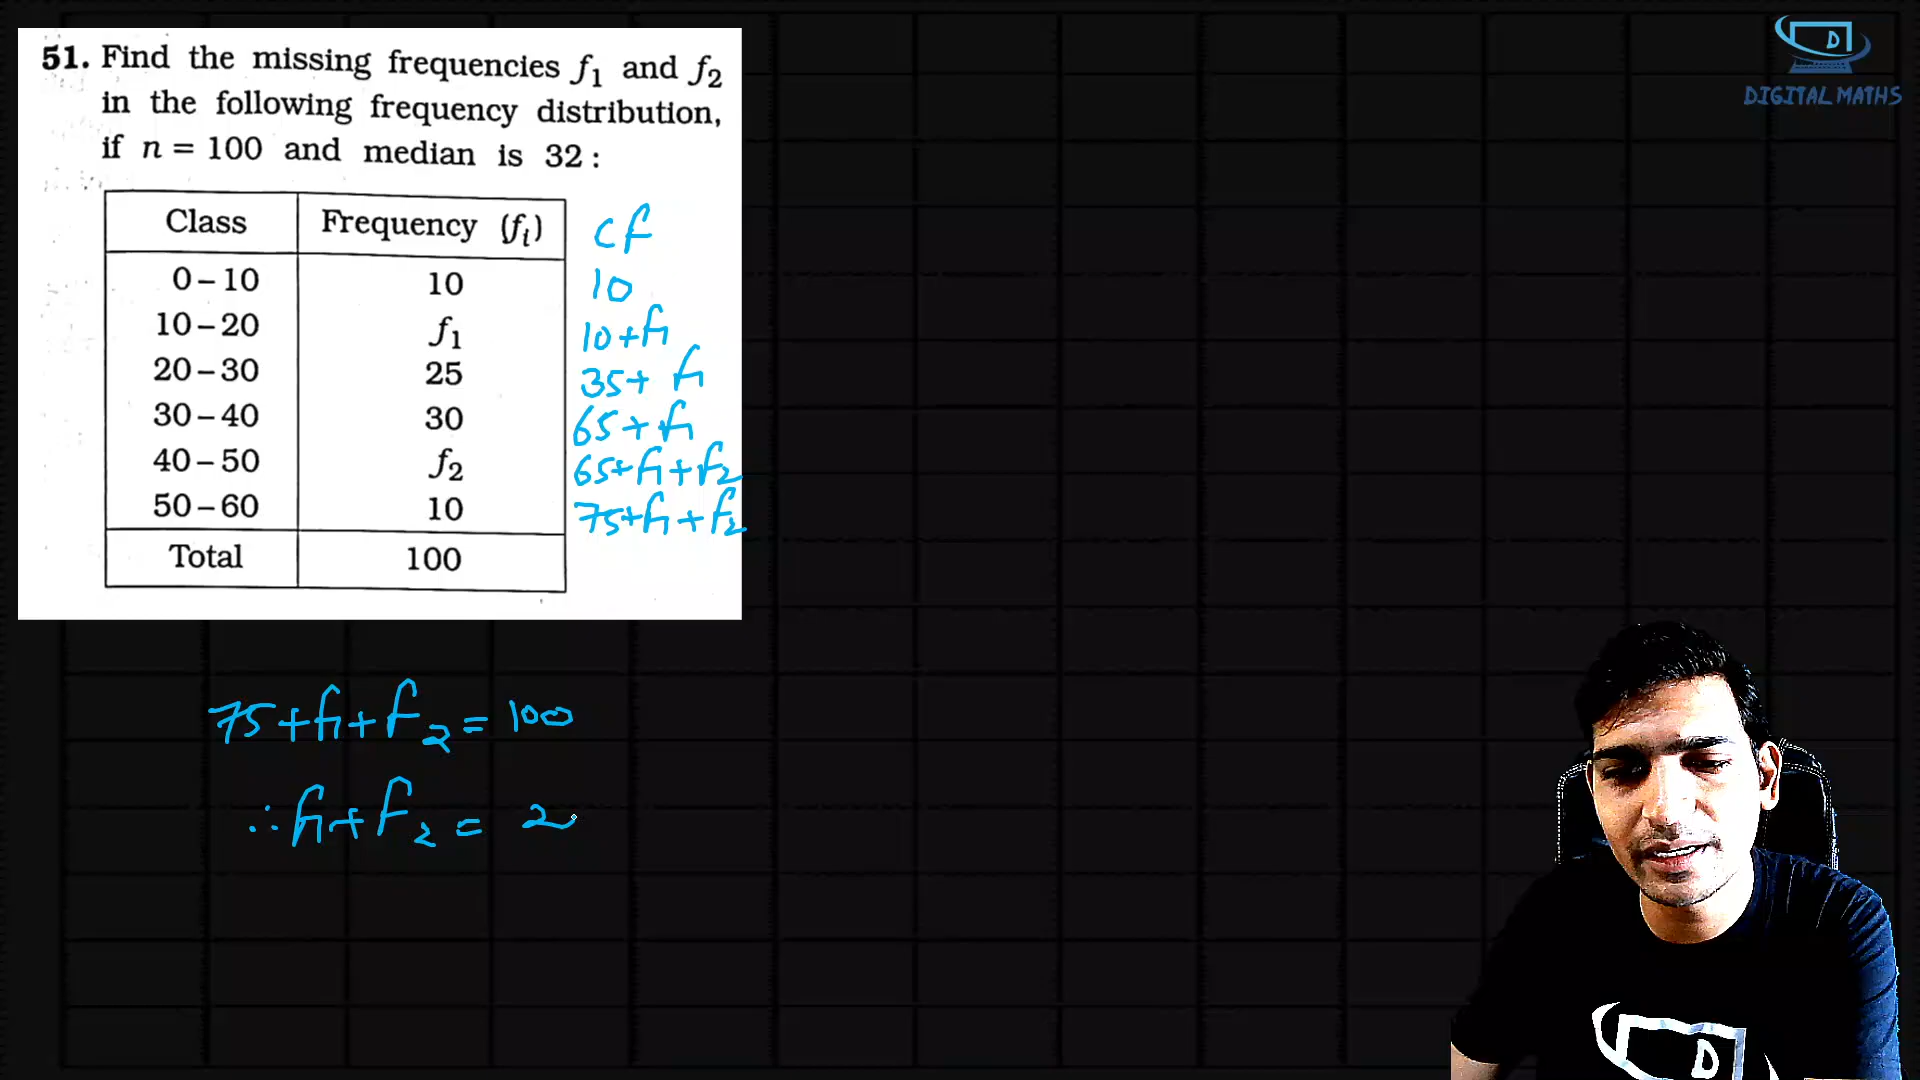 51. Find the missing frequencies f₁ and f₂
in the following frequency distribution,
if n = 100 and median is 32 :
Class Frequency (fᵢ) cf
0 – 10 10 10
10 – 20 f₁ 10+f₁
20 – 30 25 35+ f₁
30 – 40 30 65+f₁
40 – 50 f₂ 65+f₁+f₂
50 – 60 10 75+f₁+f₂
Total 100
75+f₁+f₂ = 100
∴ f₁+f₂ = 2
D
DIGITAL MATHS
D